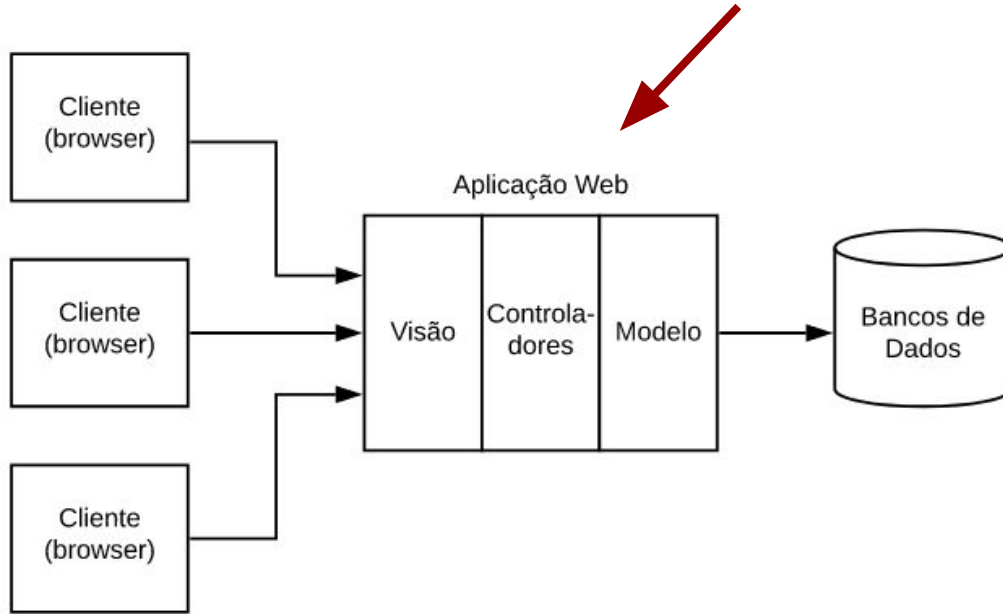 Cliente
(browser)
Aplicação Web
Cliente
(browser)
Visão
Controla-
dores
Modelo
Bancos de
Dados
Cliente
(browser)